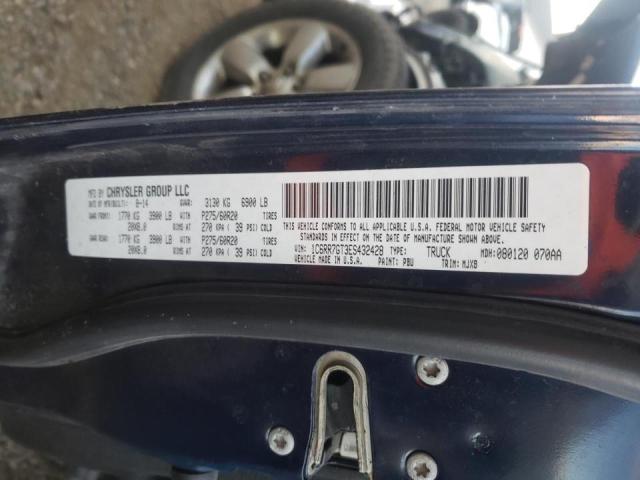 MFG BY CHRYSLER GROUP LLC
DATE OF MFR(BUILT): 8-14 GVWR: 3130 KG 6900 LB
GAWR FRONT: 1770 KG 3900 LB P275/60R20 TIRES
20X8.0 RIMS AT 270 KPA ( 39 PSI) COLD
GAWR REAR: 1770 KG 3900 LB P275/60R20 TIRES
20X8.0 RIMS AT 270 KPA ( 39 PSI) COLD
THIS VEHICLE CONFORMS TO ALL APPLICABLE U.S.A. FEDERAL MOTOR VEHICLE SAFETY
STANDARDS IN EFFECT ON THE DATE OF MANUFACTURE SHOWN ABOVE.
VIN: 1C6RR7GT3ES432428 TYPE: TRUCK MDH: 080120 070AA
VEHICLE MADE IN U.S.A. PAINT: PBU TRIM: MJX8